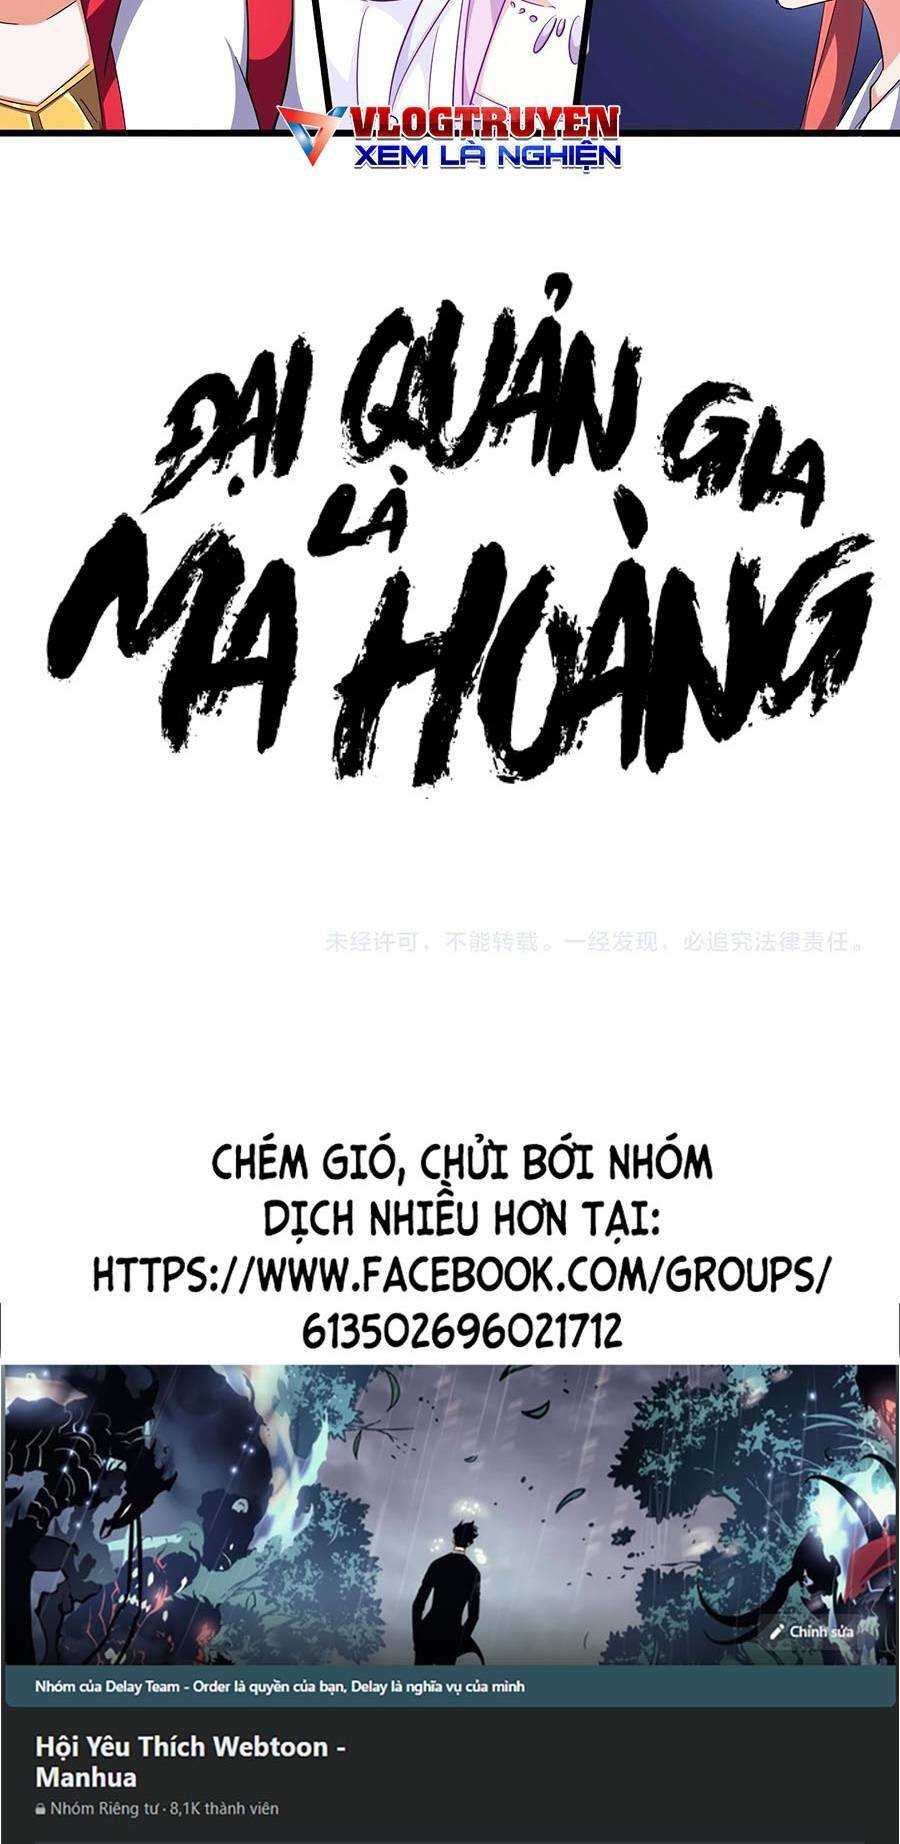 VLOGTRUYEN
XEM LÀ NGHIỆN
ĐẠI QUẢN GIA
LÀ
MA HOÀNG
未经许可，不能转载。一经发现，必追究法律责任。
CHÉM GIÓ, CHỬI BỚI NHÓM
DỊCH NHIỀU HƠN TẠI:
HTTPS://WWW.FACEBOOK.COM/GROUPS/
613502696021712
Chỉnh sửa
Nhóm của Delay Team - Order là quyền của bạn, Delay là nghĩa vụ của mình
Hội Yêu Thích Webtoon -
Manhua
Nhóm Riêng tư · 8,1K thành viên